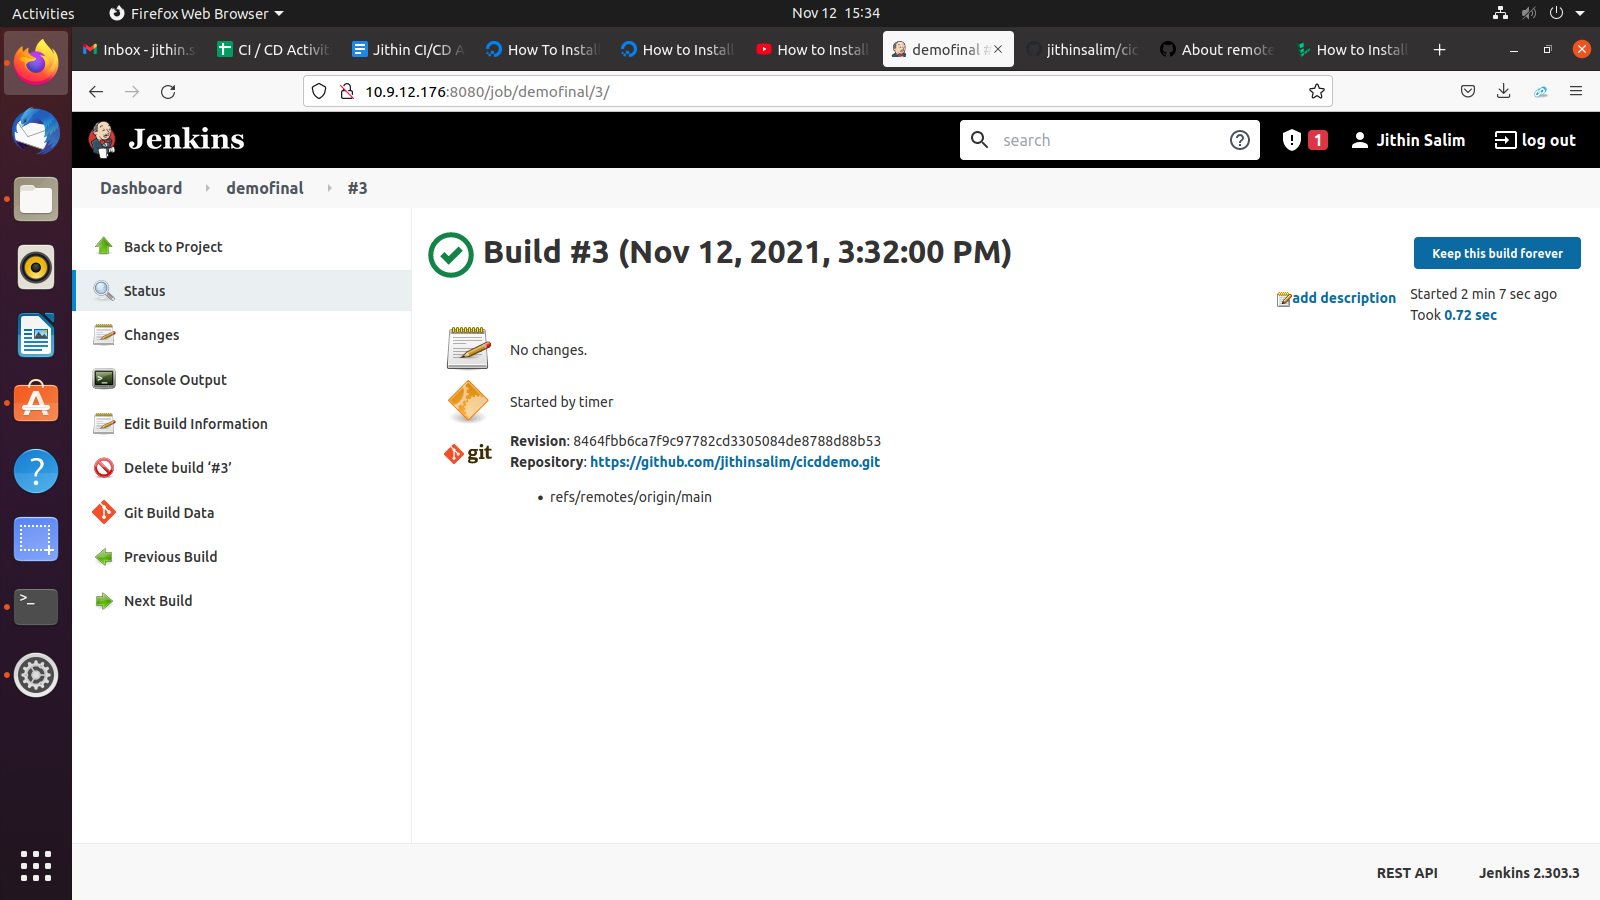 Activities
Firefox Web Browser
Nov 12 15:34
Inbox - jithin.s
CI / CD Activit
Jithin CI/CD A
How To Install
How to Install
How to Install
demofinal #
jithinsalim/cic
About remote
How to Install
10.9.12.176:8080/job/demofinal/3/
Jenkins
search
1
Jithin Salim
log out
Dashboard
demofinal
#3
Back to Project
Status
Changes
Console Output
Edit Build Information
Delete build ‘#3’
Git Build Data
Previous Build
Next Build
Build #3 (Nov 12, 2021, 3:32:00 PM)
Keep this build forever
add description
Started 2 min 7 sec ago
Took 0.72 sec
No changes.
Started by timer
git
Revision: 8464fbb6ca7f9c97782cd3305084de8788d88b53
Repository: https://github.com/jithinsalim/cicddemo.git
• refs/remotes/origin/main
REST API
Jenkins 2.303.3